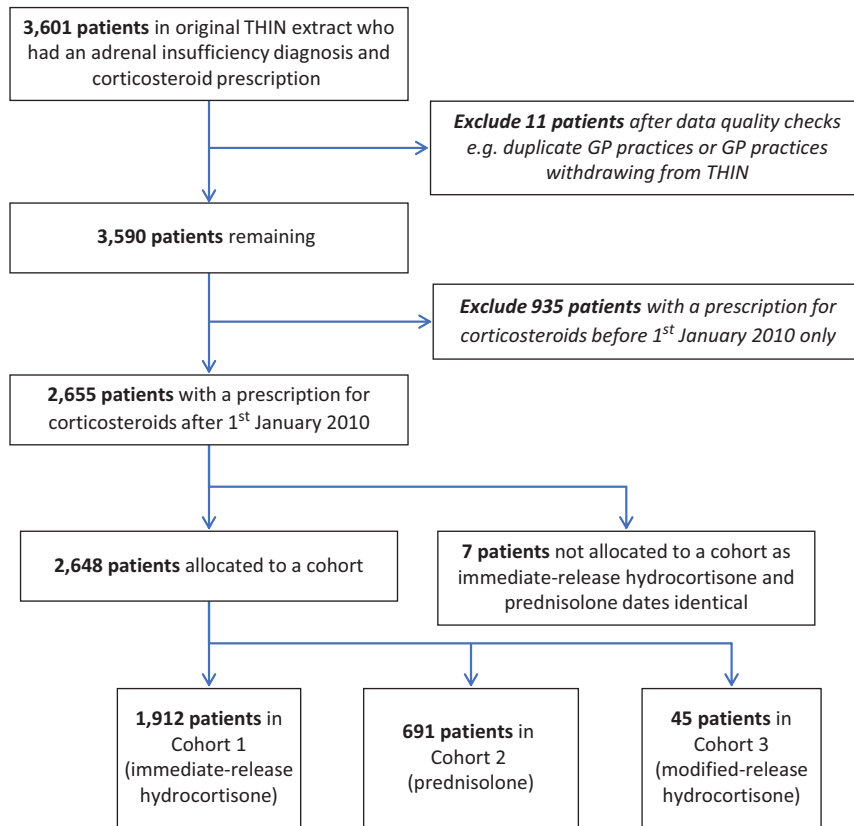 3,601 patients in original THIN extract who
had an adrenal insufficiency diagnosis and
corticosteroid prescription
Exclude 11 patients after data quality checks
e.g. duplicate GP practices or GP practices
withdrawing from THIN
3,590 patients remaining
Exclude 935 patients with a prescription for
corticosteroids before 1st January 2010 only
2,655 patients with a prescription for
corticosteroids after 1st January 2010
2,648 patients allocated to a cohort
7 patients not allocated to a cohort as
immediate-release hydrocortisone and
prednisolone dates identical
1,912 patients in
Cohort 1
(immediate-release
hydrocortisone)
691 patients in
Cohort 2
(prednisolone)
45 patients in
Cohort 3
(modified-release
hydrocortisone)